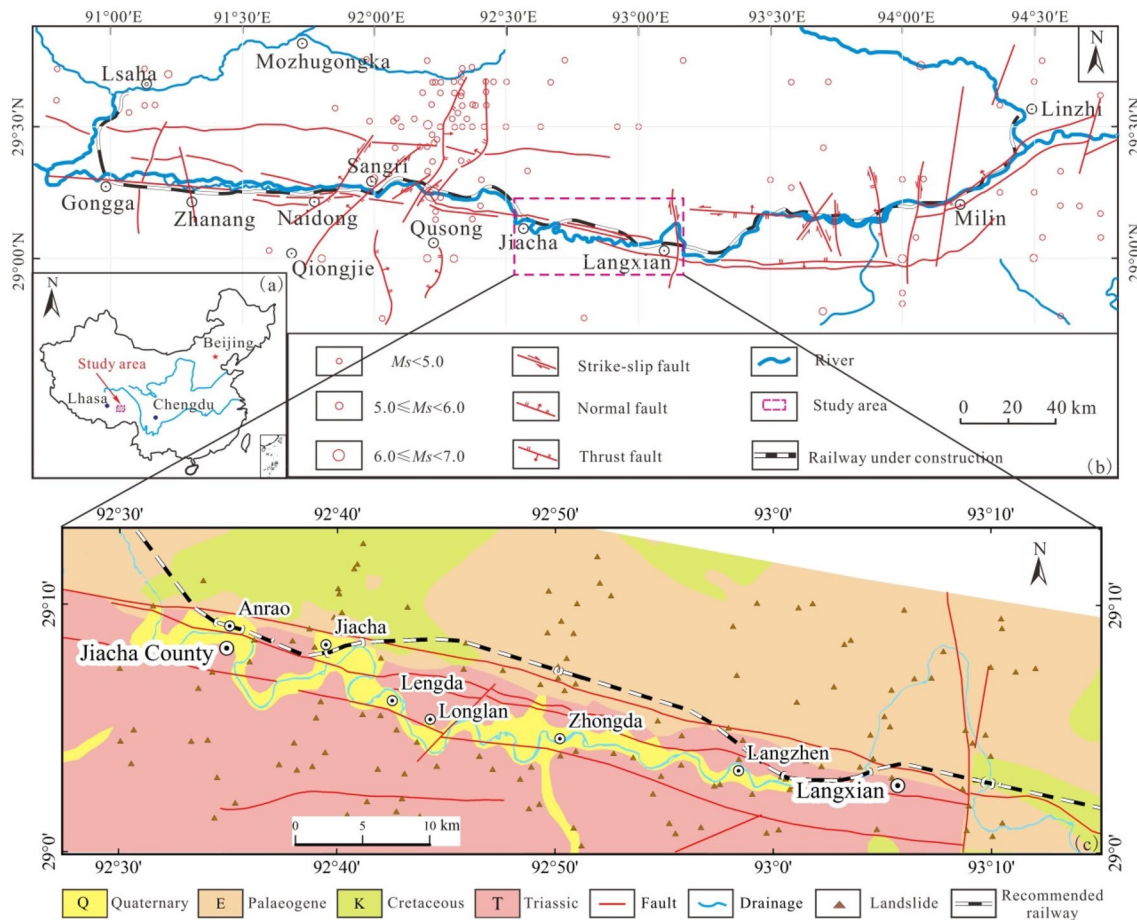 91°00'E 91°30'E 92°00'E 92°30'E 93°00'E 93°30'E 94°00'E 94°30'E
N
Mozhugongka
Lsaha
Linzhi
29°30'N
29°30'N
Sangri
Gongga
Zhanang
Naidong
Qusong
Jiacha
Milin
29°00'N
29°00'N
Qiongjie
Langxian
N
(a)
Beijing
Study area
Lhasa
Chengdu
Ms<5.0
Strike-slip fault
River
5.0≤Ms<6.0
Normal fault
Study area
0 20 40 km
6.0≤Ms<7.0
Thrust fault
Railway under construction
(b)
92°30' 92°40' 92°50' 93°0' 93°10'
N
29°10'
29°10'
Anrao
Jiacha
Jiacha County
Lengda
Longlan
Zhongda
Langzhen
Langxian
0 5 10 km
(c)
29°0'
29°0'
92°30' 92°40' 92°50' 93°0' 93°10'
Q Quaternary E Palaeogene K Cretaceous T Triassic Fault Drainage Landslide Recommended
railway